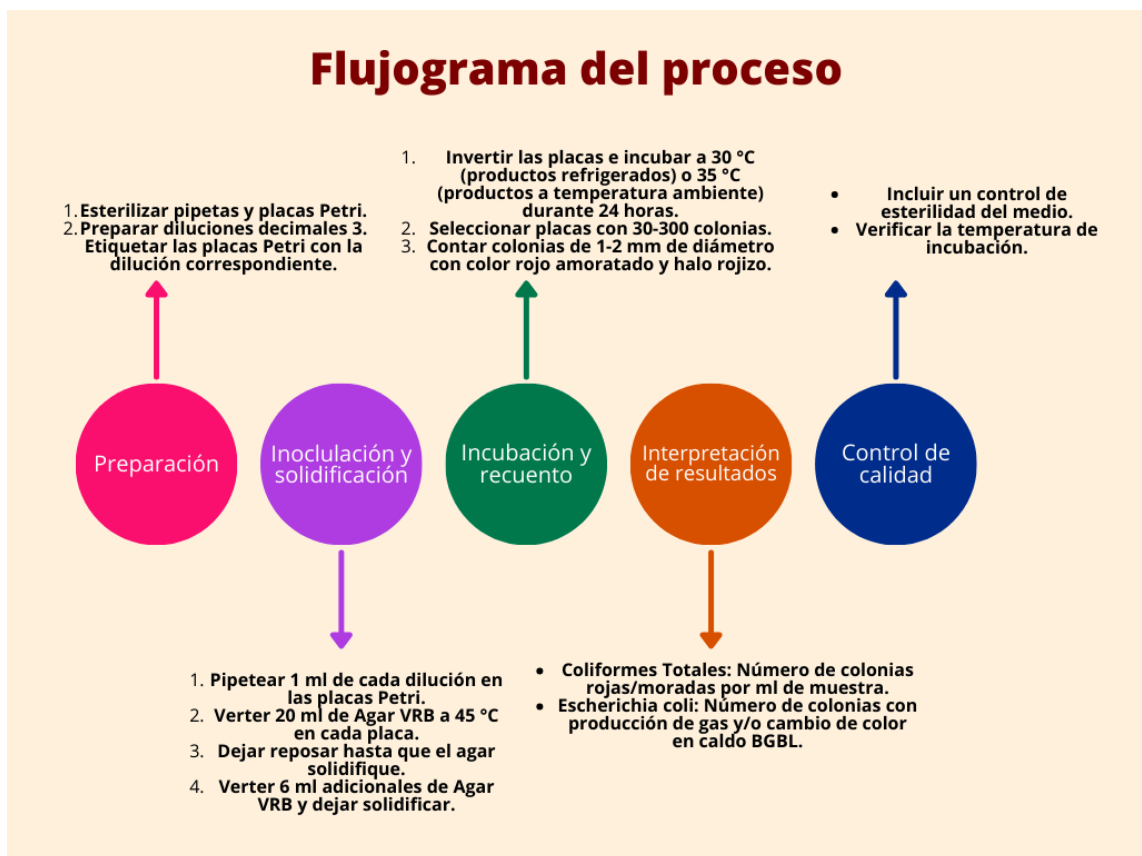 Flujograma del proceso
1. Esterilizar pipetas y placas Petri.
2. Preparar diluciones decimales 3.
Etiquetar las placas Petri con la
dilución correspondiente.
1. Invertir las placas e incubar a 30 °C
(productos refrigerados) o 35 °C
(productos a temperatura ambiente)
durante 24 horas.
2. Seleccionar placas con 30-300 colonias.
3. Contar colonias de 1-2 mm de diámetro
con color rojo amoratado y halo rojizo.
• Incluir un control de
esterilidad del medio.
• Verificar la temperatura de
incubación.
Preparación
Inoclulación y
solidificación
Incubación y
recuento
Interpretación
de resultados
Control de
calidad
1. Pipetear 1 ml de cada dilución en
las placas Petri.
2. Verter 20 ml de Agar VRB a 45 °C
en cada placa.
3. Dejar reposar hasta que el agar
solidifique.
4. Verter 6 ml adicionales de Agar
VRB y dejar solidificar.
• Coliformes Totales: Número de colonias
rojas/moradas por ml de muestra.
• Escherichia coli: Número de colonias con
producción de gas y/o cambio de color
en caldo BGBL.